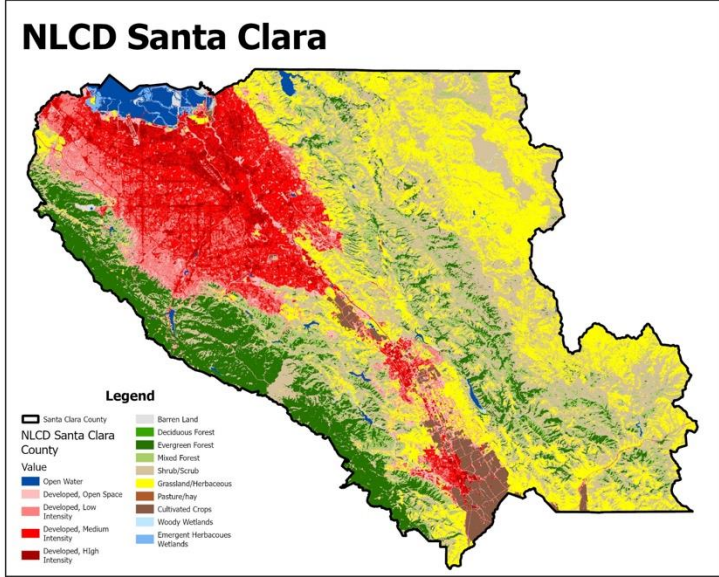 NLCD Santa Clara
Legend
Santa Clara County
NLCD Santa Clara
County
Value
Open Water
Developed, Open Space
Developed, Low
Intensity
Developed, Medium
Intensity
Developed, High
Intensity
Barren Land
Deciduous Forest
Evergreen Forest
Mixed Forest
Shrub/Scrub
Grassland/Herbaceous
Pasture/hay
Cultivated Crops
Woody Wetlands
Emergent Herbacoues
Wetlands